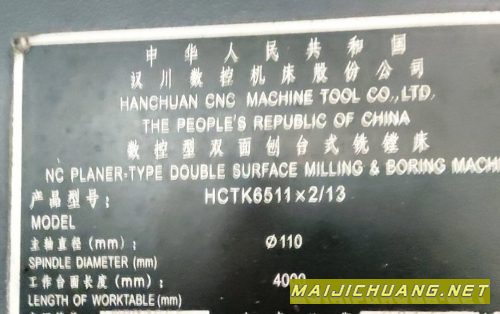 中华人民共和国
汉川数控机床股份公司
HANCHUAN CNC MACHINE TOOL CO.,LTD,
THE PEOPLE'S REPUBLIC OF CHINA
数控型双面刨台式铣镗床
NC PLANER-TYPE DOUBLE SURFACE MILLING & BORING MACH
产品型号: HCTK6511×2/13
MODEL
主轴直径(mm): Ø110
SPINDLE DIAMETER (mm)
工作台面长度(mm): 4000
LENGTH OF WORKTABLE (mm)
MAIJICHUANG.NET